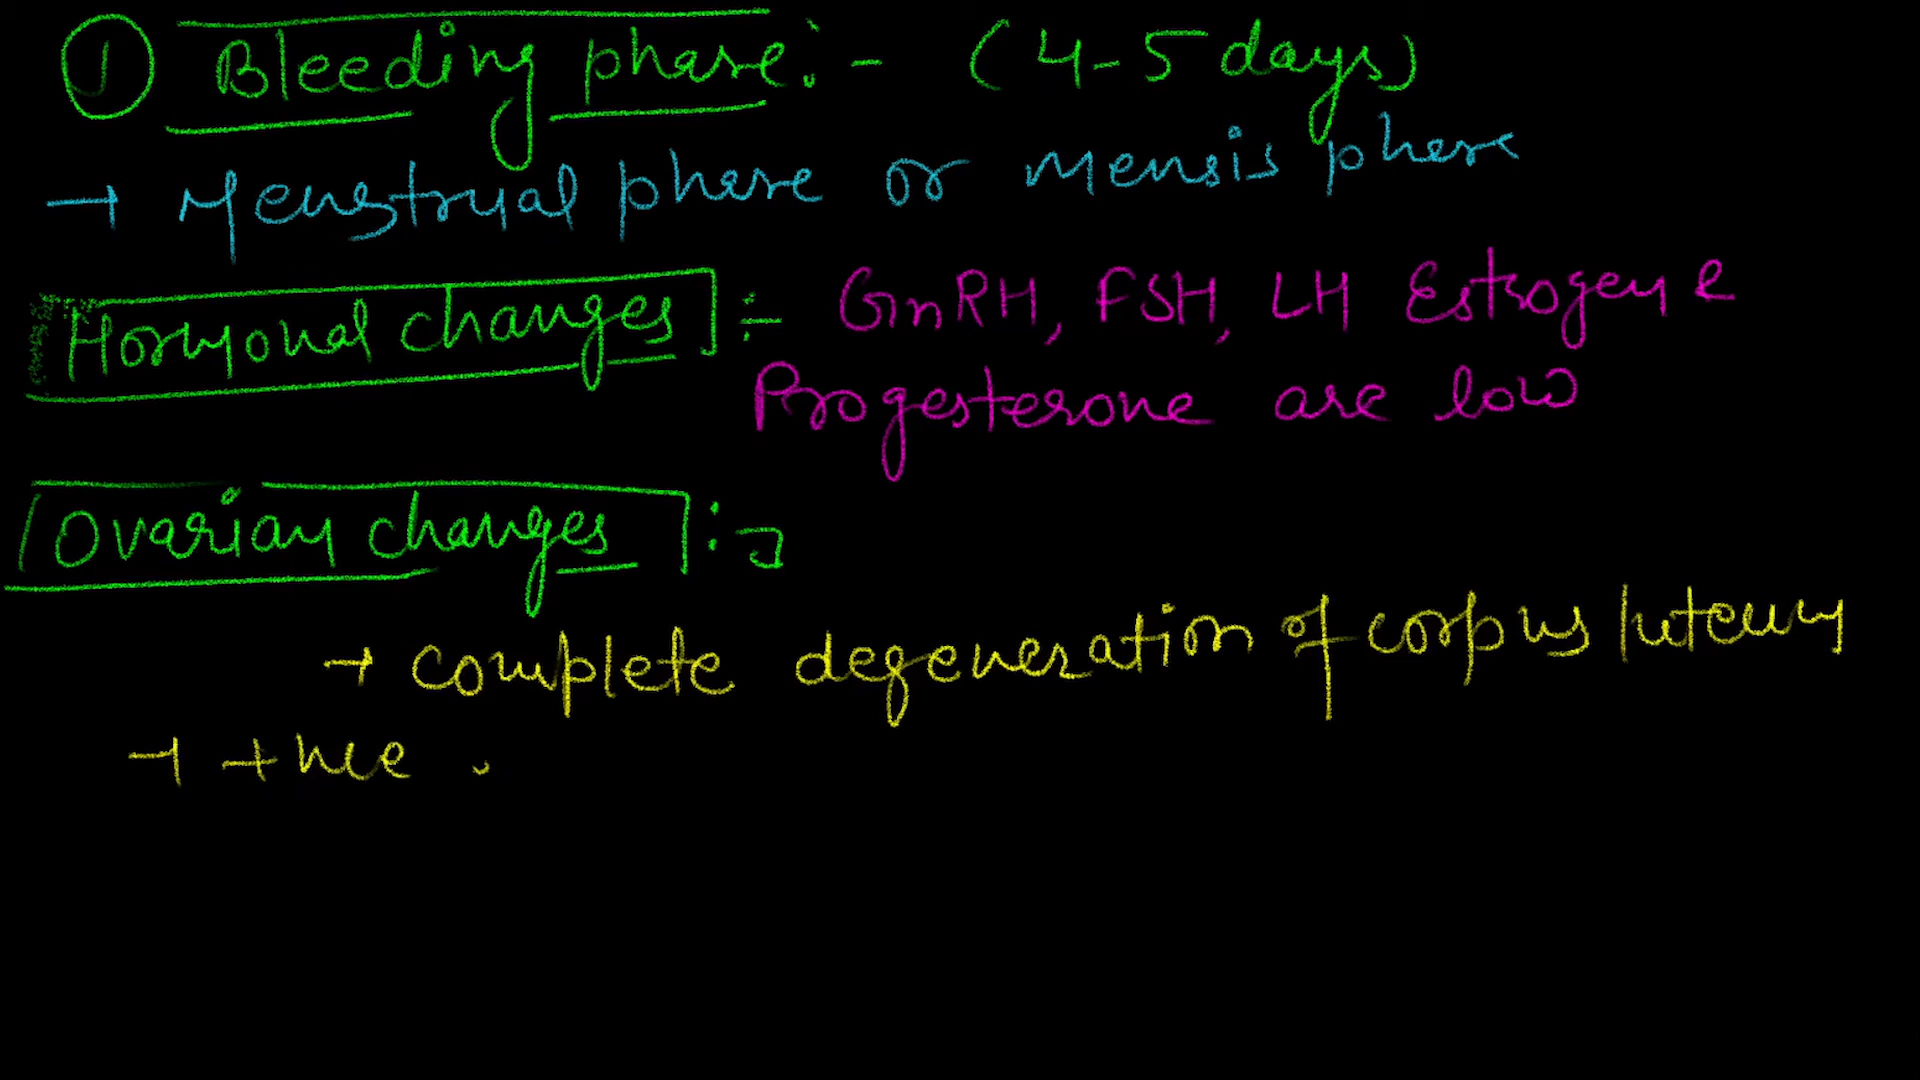 1 Bleeding phase:- (4-5 days)
→ Menstrual phase or Mensis phase
Hormonal changes :- GnRH, FSH, LH Estrogen &
Progesterone are low
Ovarian changes :-
→ complete degeneration of corpus luteum
→